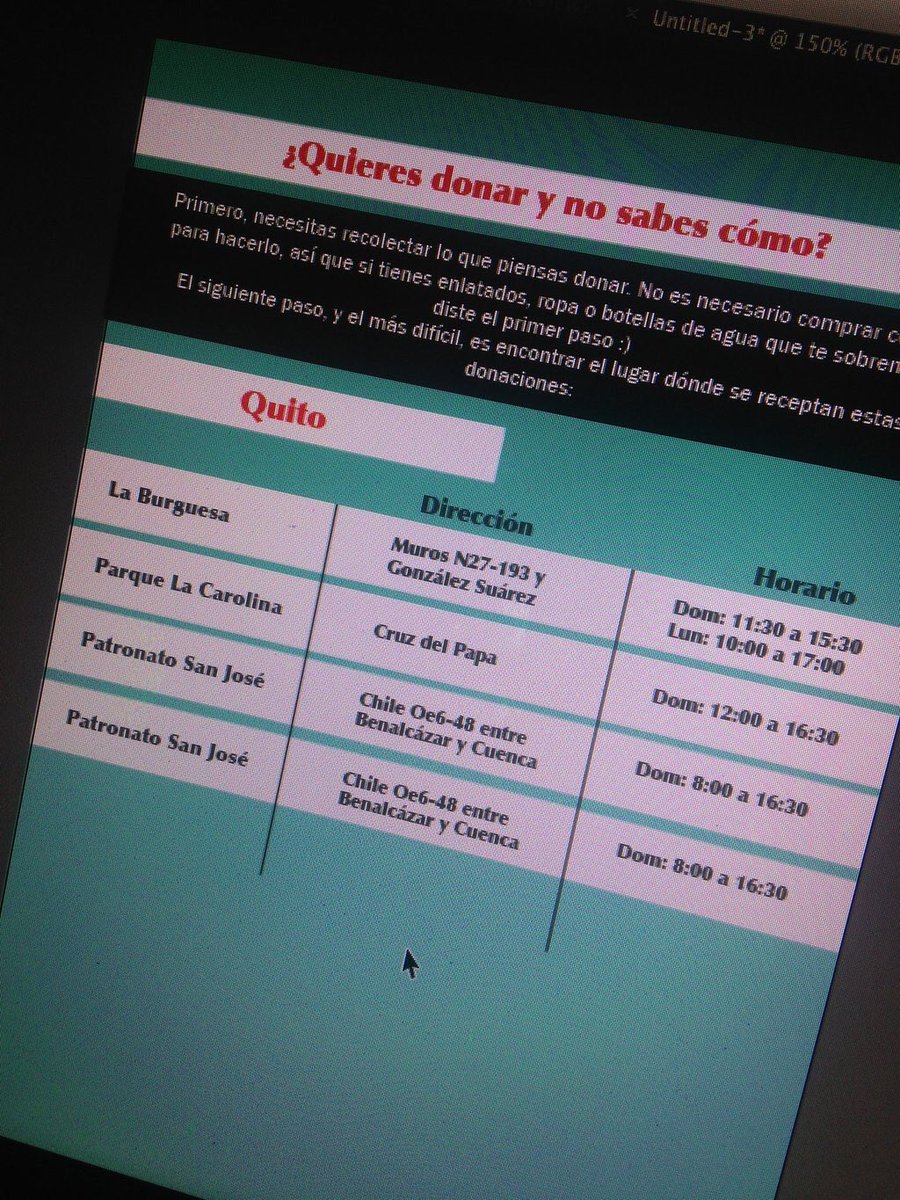 × Untitled-3* @ 150% (RGB
¿Quieres donar y no sabes cómo?
Primero, necesitas recolectar lo que piensas donar. No es necesario comprar
para hacerlo, así que si tienes enlatados, ropa o botellas de agua que te sobren
diste el primer paso :)
El siguiente paso, y el más difícil, es encontrar el lugar dónde se receptan estas
donaciones:
Quito
Dirección
Horario
La Burguesa
Muros N27-193 y
González Suárez
Dom: 11:30 a 15:30
Lun: 10:00 a 17:00
Parque La Carolina
Cruz del Papa
Dom: 12:00 a 16:30
Patronato San José
Chile Oe6-48 entre
Benalcázar y Cuenca
Dom: 8:00 a 16:30
Patronato San José
Chile Oe6-48 entre
Benalcázar y Cuenca
Dom: 8:00 a 16:30